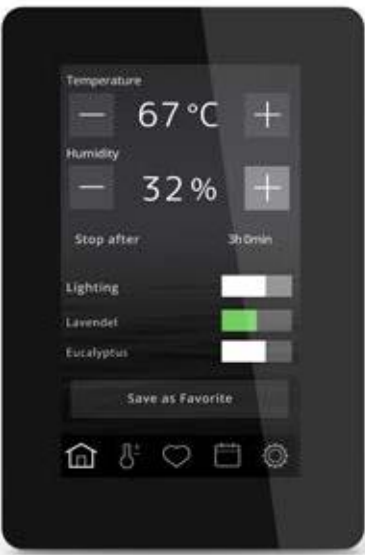 Temperature
— 67 °C +
Humidity
— 32 % +
Stop after 3h 0min
Lighting
Lavendel
Eucalyptus
Save as Favorite